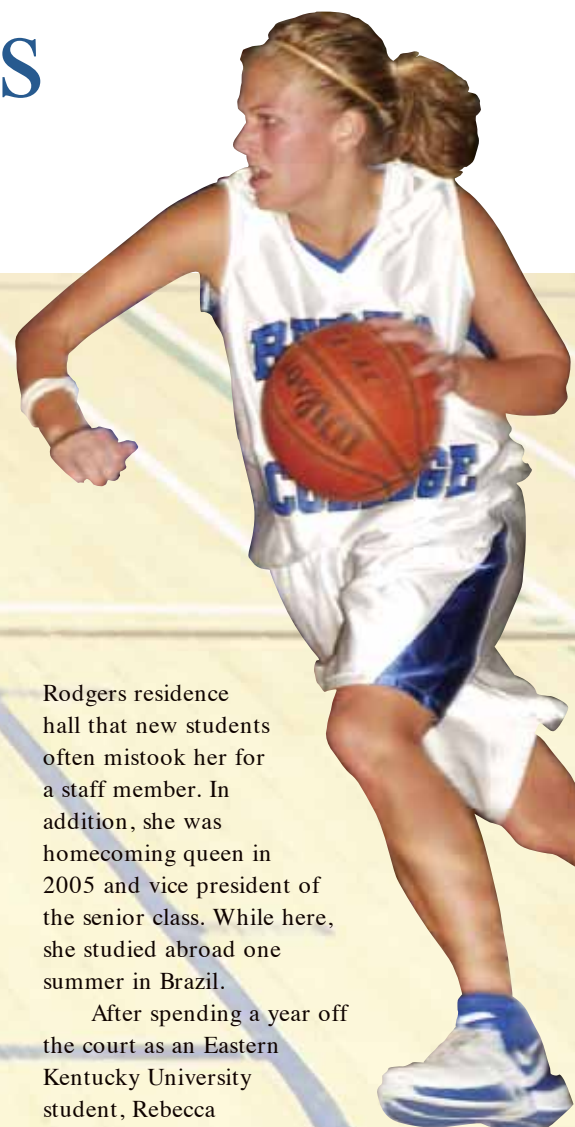 S
Rodgers residence
hall that new students
often mistook her for
a staff member. In
addition, she was
homecoming queen in
2005 and vice president of
the senior class. While here,
she studied abroad one
summer in Brazil.
After spending a year off
the court as an Eastern
Kentucky University
student, Rebecca